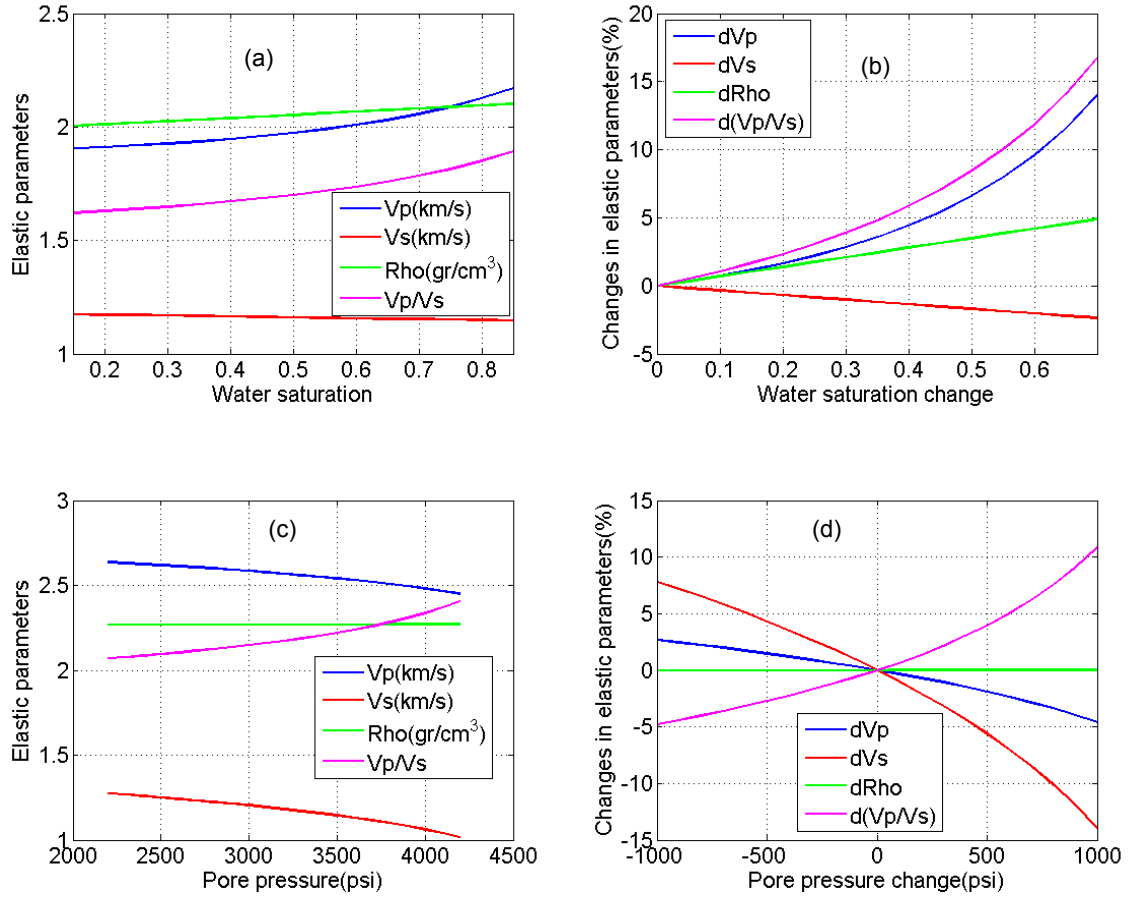 (a)
Elastic parameters
2.5
2
1.5
1
Vp(km/s)
Vs(km/s)
Rho(gr/cm³)
Vp/Vs
0.2 0.3 0.4 0.5 0.6 0.7 0.8
Water saturation
(b)
Changes in elastic parameters(%)
20
15
10
5
0
-5
dVp
dVs
dRho
d(Vp/Vs)
0 0.1 0.2 0.3 0.4 0.5 0.6
Water saturation change
(c)
Elastic parameters
3
2.5
2
1.5
1
Vp(km/s)
Vs(km/s)
Rho(gr/cm³)
Vp/Vs
2000 2500 3000 3500 4000 4500
Pore pressure(psi)
(d)
Changes in elastic parameters(%)
15
10
5
0
-5
-10
-15
dVp
dVs
dRho
d(Vp/Vs)
-1000 -500 0 500 1000
Pore pressure change(psi)